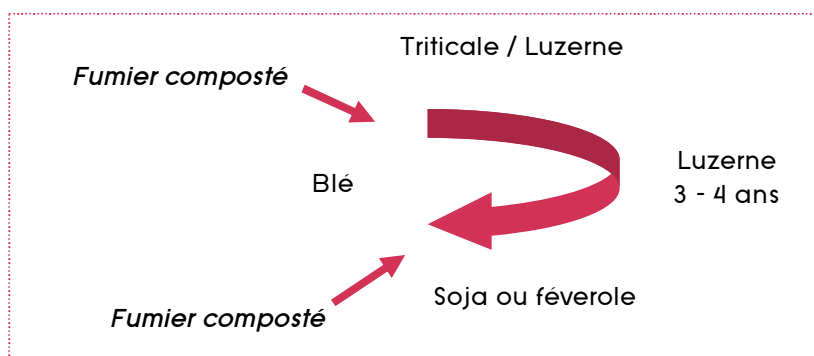 Triticale / Luzerne
Fumier composté
Luzerne
3 - 4 ans
Blé
Soja ou féverole
Fumier composté